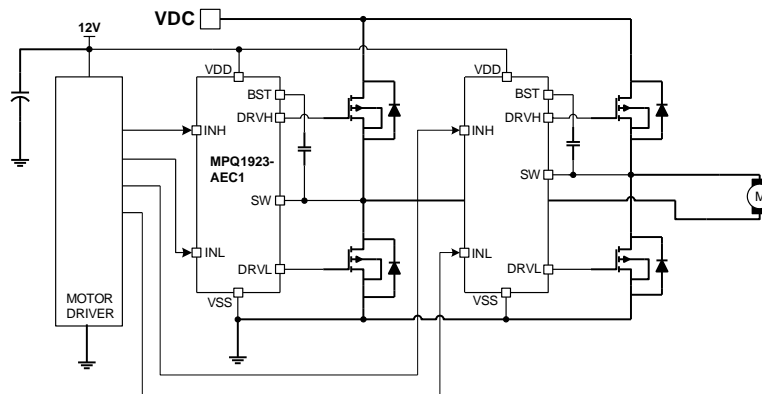 12V
VDC
VDD
BST
DRVH
INH
MPQ1923-
AEC1
SW
INL
DRVL
VSS
MOTOR
DRIVER
VDD
BST
DRVH
INH
SW
INL
DRVL
VSS
M